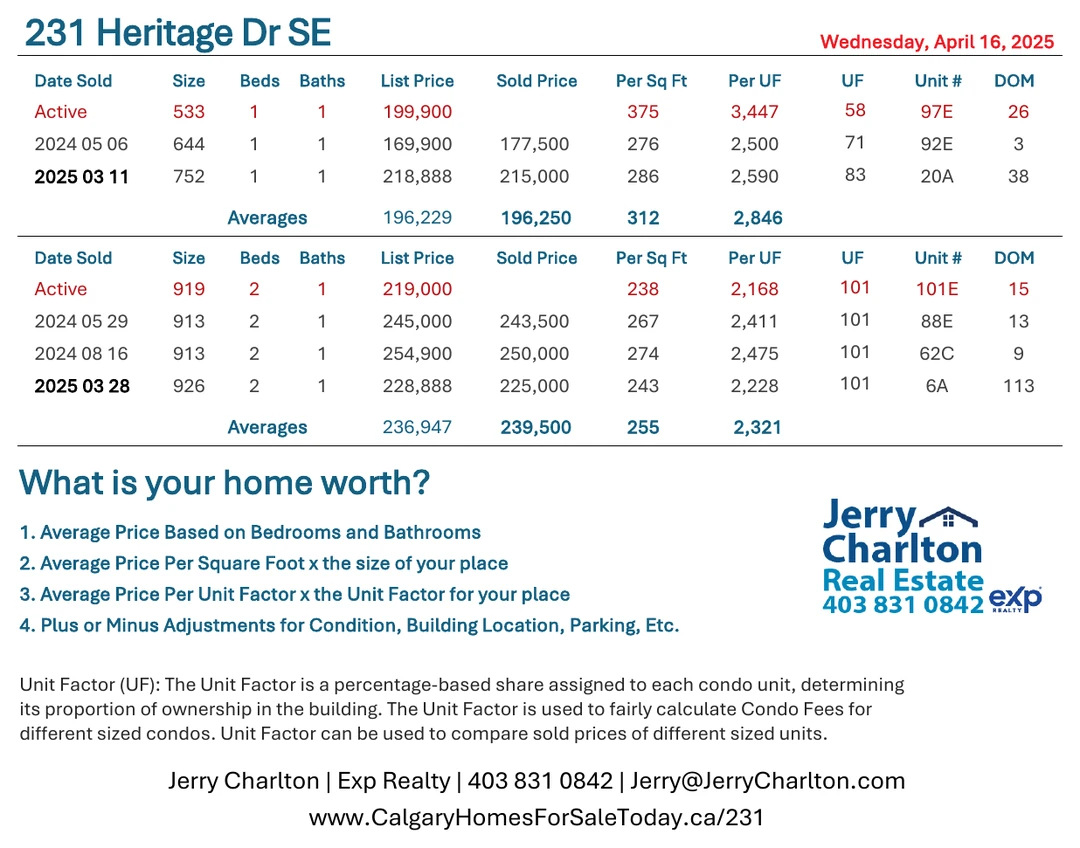 231 Heritage Dr SE
Wednesday, April 16, 2025
Date Sold Size Beds Baths List Price Sold Price Per Sq Ft Per UF UF Unit # DOM
Active 533 1 1 199,900 375 3,447 58 97E 26
2024 05 06 644 1 1 169,900 177,500 276 2,500 71 92E 3
2025 03 11 752 1 1 218,888 215,000 286 2,590 83 20A 38
Averages 196,229 196,250 312 2,846
Date Sold Size Beds Baths List Price Sold Price Per Sq Ft Per UF UF Unit # DOM
Active 919 2 1 219,000 238 2,168 101 101E 15
2024 05 29 913 2 1 245,000 243,500 267 2,411 101 88E 13
2024 08 16 913 2 1 254,900 250,000 274 2,475 101 62C 9
2025 03 28 926 2 1 228,888 225,000 243 2,228 101 6A 113
Averages 236,947 239,500 255 2,321
What is your home worth?
1. Average Price Based on Bedrooms and Bathrooms
2. Average Price Per Square Foot x the size of your place
3. Average Price Per Unit Factor x the Unit Factor for your place
4. Plus or Minus Adjustments for Condition, Building Location, Parking, Etc.
Jerry
Charlton
Real Estate
403 831 0842 exp
REALTY
Unit Factor (UF): The Unit Factor is a percentage-based share assigned to each condo unit, determining
its proportion of ownership in the building. The Unit Factor is used to fairly calculate Condo Fees for
different sized condos. Unit Factor can be used to compare sold prices of different sized units.
Jerry Charlton | Exp Realty | 403 831 0842 | Jerry@JerryCharlton.com
www.CalgaryHomesForSaleToday.ca/231